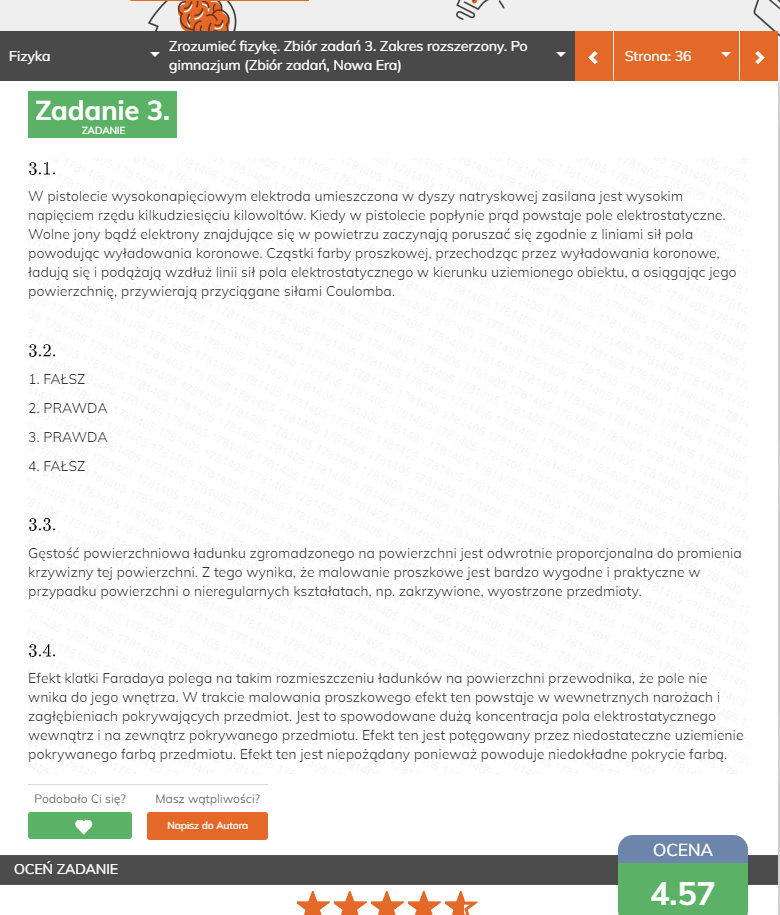 Fizyka
Zrozumieć fizykę. Zbiór zadań 3. Zakres rozszerzony. Po
gimnazjum (Zbiór zadań, Nowa Era)
Strona: 36
Zadanie 3.
ZADANIE
3.1.
W pistolecie wysokonapięciowym elektroda umieszczona w dyszy natryskowej zasilana jest wysokim
napięciem rzędu kilkudziesięciu kilowoltów. Kiedy w pistolecie popłynie prąd powstaje pole elektrostatyczne.
Wolne jony bądź elektrony znajdujące się w powietrzu zaczynają poruszać się zgodnie z liniami sił pola
powodując wyładowania koronowe. Cząstki farby proszkowej, przechodząc przez wyładowania koronowe,
ładują się i podążają wzdłuż linii sił pola elektrostatycznego w kierunku uziemionego obiektu, a osiągając jego
powierzchnię, przywierają przyciągane siłami Coulomba.
3.2.
1. FAŁSZ
2. PRAWDA
3. PRAWDA
4. FAŁSZ
3.3.
Gęstość powierzchniowa ładunku zgromadzonego na powierzchni jest odwrotnie proporcjonalna do promienia
krzywizny tej powierzchni. Z tego wynika, że malowanie proszkowe jest bardzo wygodne i praktyczne w
przypadku powierzchni o nieregularnych kształatach, np. zakrzywione, wyostrzone przedmioty.
3.4.
Efekt klatki Faradaya polega na takim rozmieszczeniu ładunków na powierzchni przewodnika, że pole nie
wnika do jego wnętrza. W trakcie malowania proszkowego efekt ten powstaje w wewnetrznych narożach i
zagłębieniach pokrywających przedmiot. Jest to spowodowane dużą koncentracja pola elektrostatycznego
wewnątrz i na zewnątrz pokrywanego przedmiotu. Efekt ten jest potęgowany przez niedostateczne uziemienie
pokrywanego farbą przedmiotu. Efekt ten jest niepożądany ponieważ powoduje niedokładne pokrycie farbą.
Podobało Ci się?
Masz wątpliwości?
Napisz do Autora
OCEŃ ZADANIE
OCENA
4.57